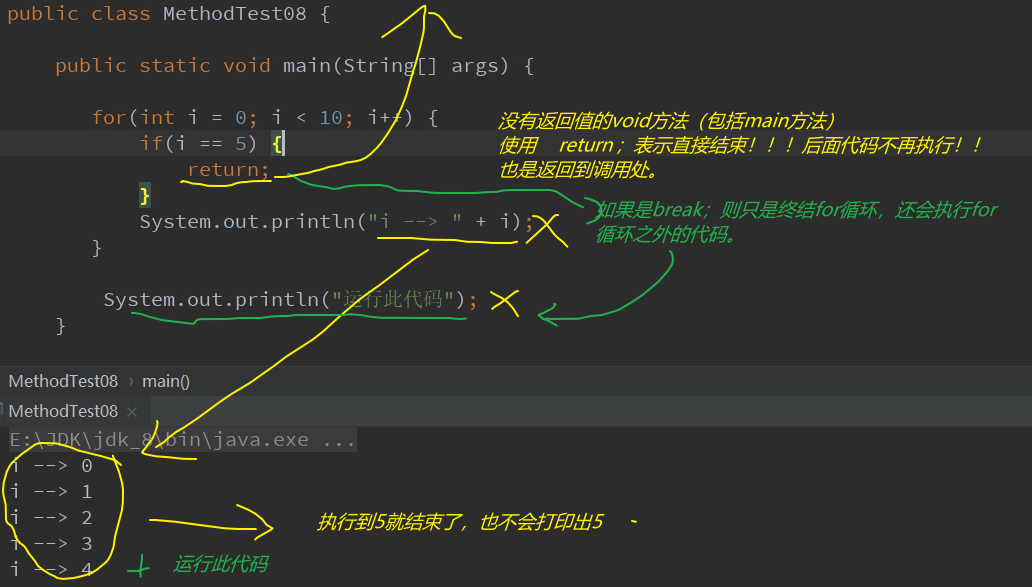 public class MethodTest08 {
public static void main(String[] args) {
for(int i = 0; i < 10; i++) {
没有返回值的void方法（包括main方法）
if(i == 5) {
使用 return；表示直接结束！！！后面代码不再执行！！
return;
也是返回到调用处。
}
如果是break；则只是终结for循环，还会执行for
System.out.println("i --> " + i);
循环之外的代码。
}
System.out.println("运行此代码");
}
MethodTest08 › main()
MethodTest08 ×
E:\JDK\jdk_8\bin\java.exe ...
i --> 0
i --> 1
i --> 2
执行到5就结束了，也不会打印出5
i --> 3
i --> 4
+ 运行此代码